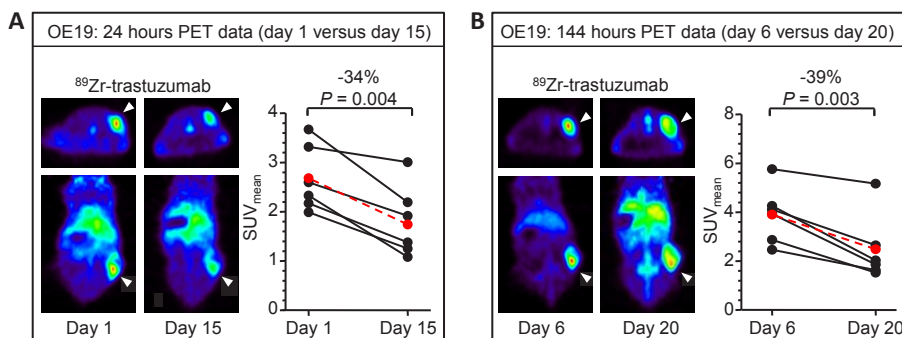 A
OE19: 24 hours PET data (day 1 versus day 15)
⁸⁹Zr-trastuzumab
-34%
P = 0.004
4
3
2
1
0
SUVmean
Day 1
Day 15
Day 1
Day 15
B
OE19: 144 hours PET data (day 6 versus day 20)
⁸⁹Zr-trastuzumab
-39%
P = 0.003
8
6
4
2
0
SUVmean
Day 6
Day 20
Day 6
Day 20